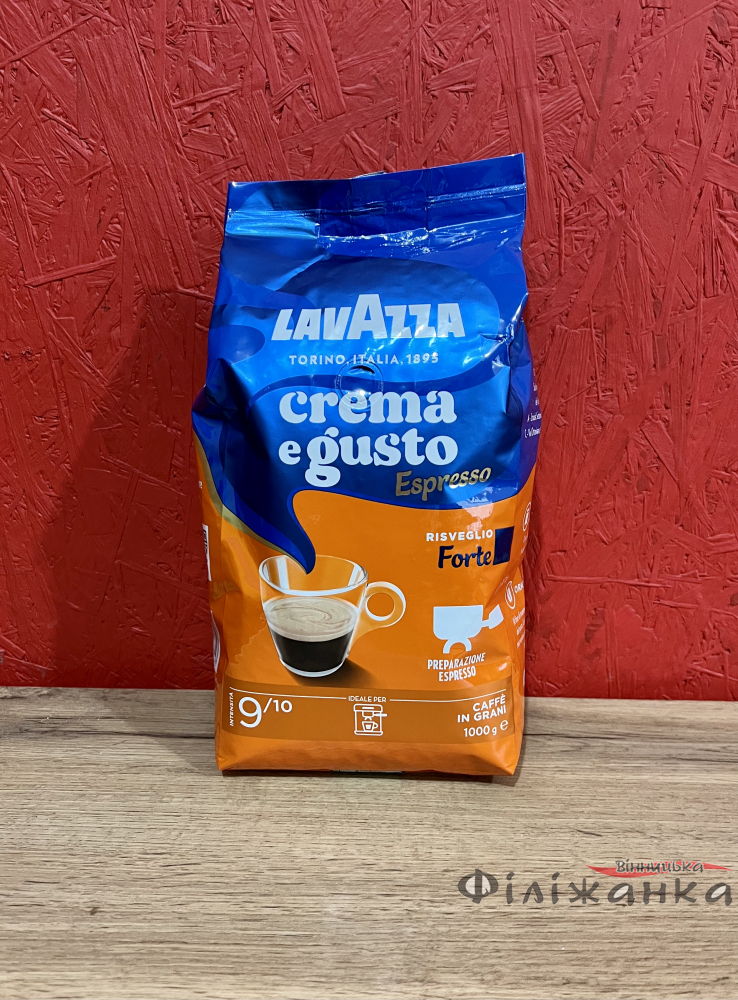 LAVAZZA
TORINO, ITALIA, 1895
crema
e gusto
Espresso
RISVEGLIO
Forte
PREPARAZIONE
ESPRESSO
INTENSITÀ
9/10
IDEALE PER
CAFFÈ
IN GRANI
1000 g ℮
Вінницька
Філіжанка